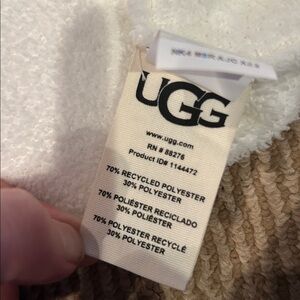 UGG
www.ugg.com
RN # 88276
Product ID# 1144472
70% RECYCLED POLYESTER
30% POLYESTER
70% POLIÉSTER RECICLADO
30% POLIÉSTER
70% POLYESTER RECYCLÉ
30% POLYESTER